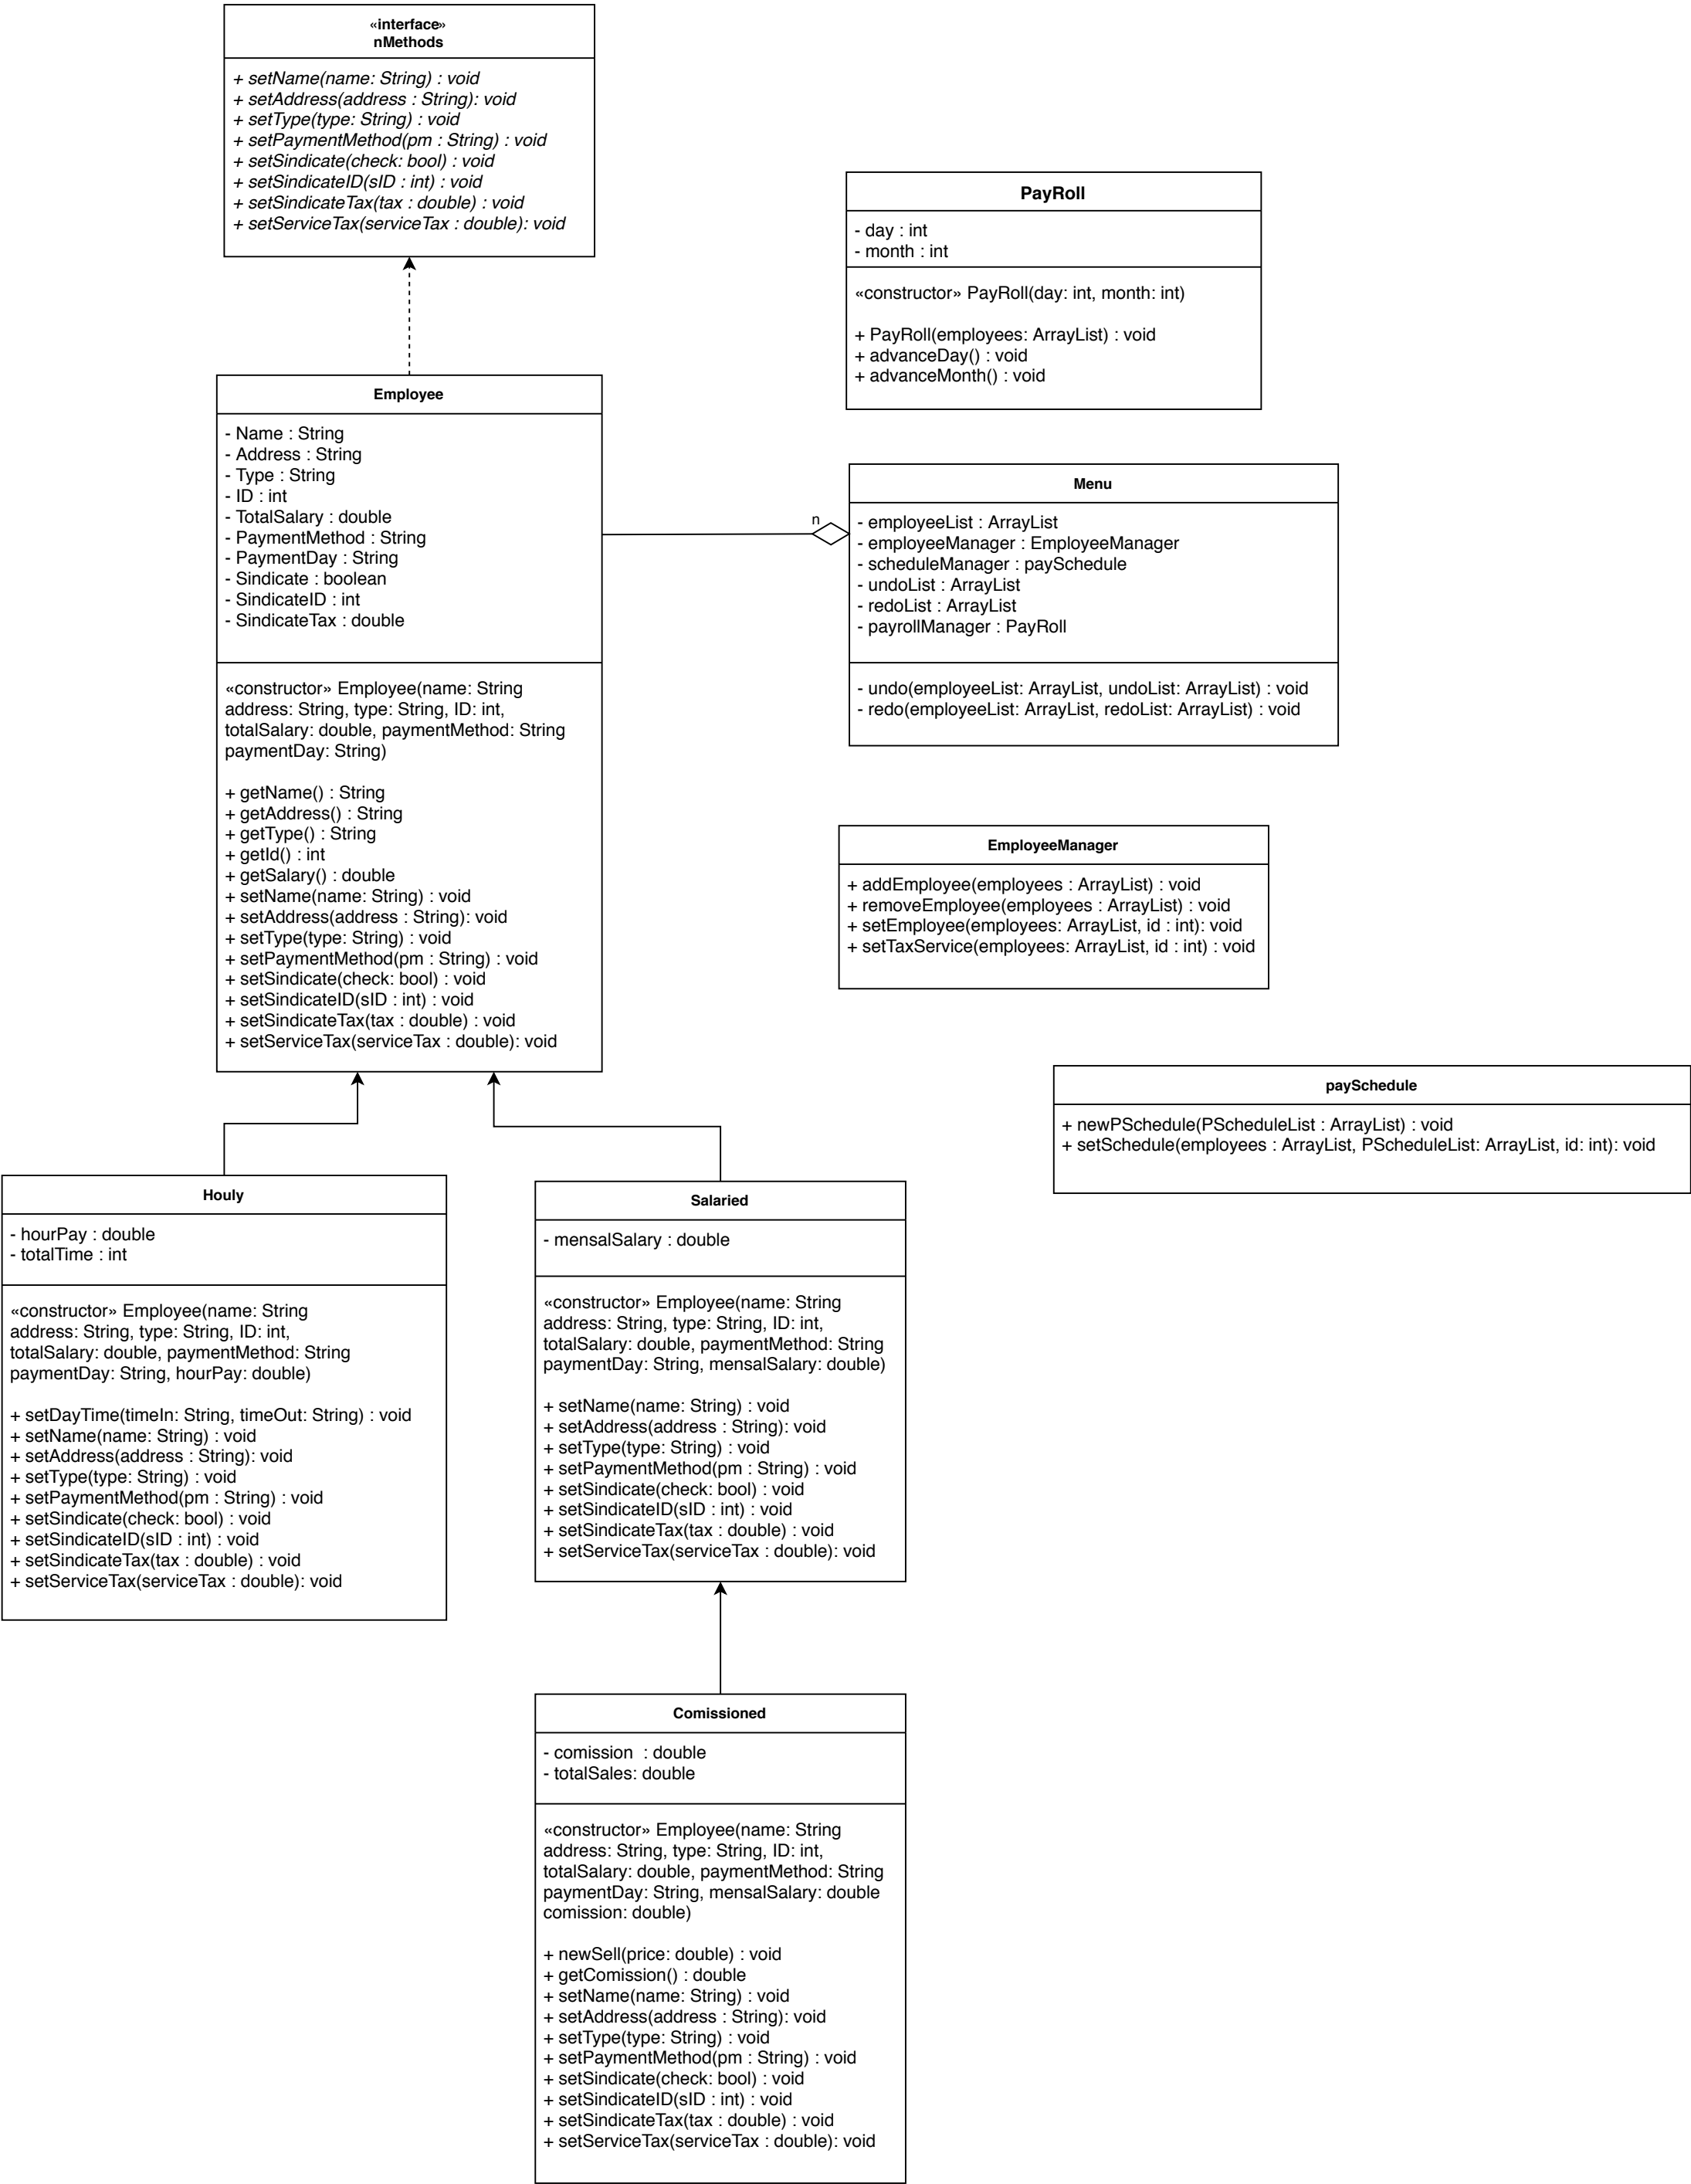 «interface»
nMethods
+ setName(name: String) : void
+ setAddress(address : String): void
+ setType(type: String) : void
+ setPaymentMethod(pm : String) : void
+ setSindicate(check: bool) : void
+ setSindicateID(sID : int) : void
+ setSindicateTax(tax : double) : void
+ setServiceTax(serviceTax : double): void
PayRoll
- day : int
- month : int
«constructor» PayRoll(day: int, month: int)
+ PayRoll(employees: ArrayList) : void
+ advanceDay() : void
+ advanceMonth() : void
Employee
- Name : String
- Address : String
- Type : String
- ID : int
- TotalSalary : double
- PaymentMethod : String
- PaymentDay : String
- Sindicate : boolean
- SindicateID : int
- SindicateTax : double
«constructor» Employee(name: String
address: String, type: String, ID: int,
totalSalary: double, paymentMethod: String
paymentDay: String)
+ getName() : String
+ getAddress() : String
+ getType() : String
+ getId() : int
+ getSalary() : double
+ setName(name: String) : void
+ setAddress(address : String): void
+ setType(type: String) : void
+ setPaymentMethod(pm : String) : void
+ setSindicate(check: bool) : void
+ setSindicateID(sID : int) : void
+ setSindicateTax(tax : double) : void
+ setServiceTax(serviceTax : double): void
n
Menu
- employeeList : ArrayList
- employeeManager : EmployeeManager
- scheduleManager : paySchedule
- undoList : ArrayList
- redoList : ArrayList
- payrollManager : PayRoll
- undo(employeeList: ArrayList, undoList: ArrayList) : void
- redo(employeeList: ArrayList, redoList: ArrayList) : void
EmployeeManager
+ addEmployee(employees : ArrayList) : void
+ removeEmployee(employees : ArrayList) : void
+ setEmployee(employees: ArrayList, id : int): void
+ setTaxService(employees: ArrayList, id : int) : void
paySchedule
+ newPSchedule(PScheduleList : ArrayList) : void
+ setSchedule(employees : ArrayList, PScheduleList: ArrayList, id: int): void
Houly
- hourPay : double
- totalTime : int
«constructor» Employee(name: String
address: String, type: String, ID: int,
totalSalary: double, paymentMethod: String
paymentDay: String, hourPay: double)
+ setDayTime(timeIn: String, timeOut: String) : void
+ setName(name: String) : void
+ setAddress(address : String): void
+ setType(type: String) : void
+ setPaymentMethod(pm : String) : void
+ setSindicate(check: bool) : void
+ setSindicateID(sID : int) : void
+ setSindicateTax(tax : double) : void
+ setServiceTax(serviceTax : double): void
Salaried
- mensalSalary : double
«constructor» Employee(name: String
address: String, type: String, ID: int,
totalSalary: double, paymentMethod: String
paymentDay: String, mensalSalary: double)
+ setName(name: String) : void
+ setAddress(address : String): void
+ setType(type: String) : void
+ setPaymentMethod(pm : String) : void
+ setSindicate(check: bool) : void
+ setSindicateID(sID : int) : void
+ setSindicateTax(tax : double) : void
+ setServiceTax(serviceTax : double): void
Comissioned
- comission  : double
- totalSales: double
«constructor» Employee(name: String
address: String, type: String, ID: int,
totalSalary: double, paymentMethod: String
paymentDay: String, mensalSalary: double
comission: double)
+ newSell(price: double) : void
+ getComission() : double
+ setName(name: String) : void
+ setAddress(address : String): void
+ setType(type: String) : void
+ setPaymentMethod(pm : String) : void
+ setSindicate(check: bool) : void
+ setSindicateID(sID : int) : void
+ setSindicateTax(tax : double) : void
+ setServiceTax(serviceTax : double): void